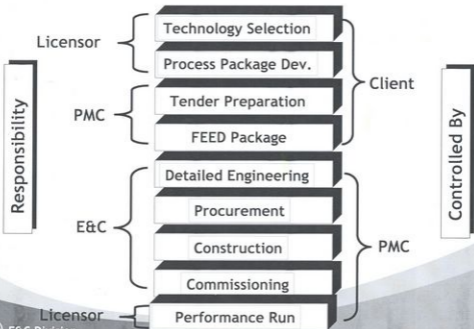 Technology Selection
Licensor
Process Package Dev.
Client
Tender Preparation
PMC
FEED Package
Responsibility
Controlled By
Detailed Engineering
Procurement
E&C
PMC
Construction
Commissioning
Licensor
Performance Run